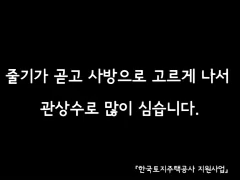 줄기가 곧고 사방으로 고르게 나서
관상수로 많이 심습니다.
『한국토지주택공사 지원사업』